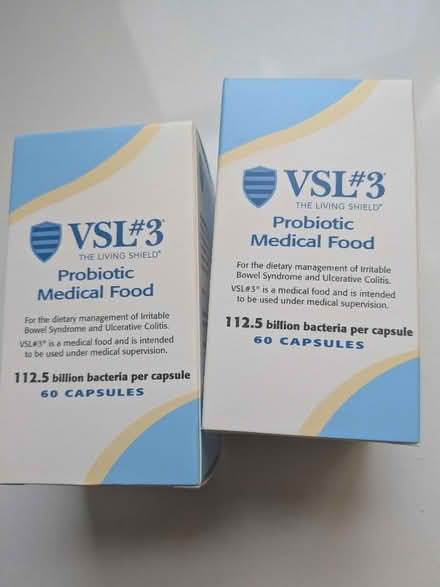 VSL#3®
THE LIVING SHIELD®
Probiotic
Medical Food
For the dietary management of Irritable
Bowel Syndrome and Ulcerative Colitis.
VSL#3® is a medical food and is intended
to be used under medical supervision.
112.5 billion bacteria per capsule
60 CAPSULES
VSL#3®
THE LIVING SHIELD®
Probiotic
Medical Food
For the dietary management of Irritable
Bowel Syndrome and Ulcerative Colitis.
VSL#3® is a medical food and is intended
to be used under medical supervision.
112.5 billion bacteria per capsule
60 CAPSULES